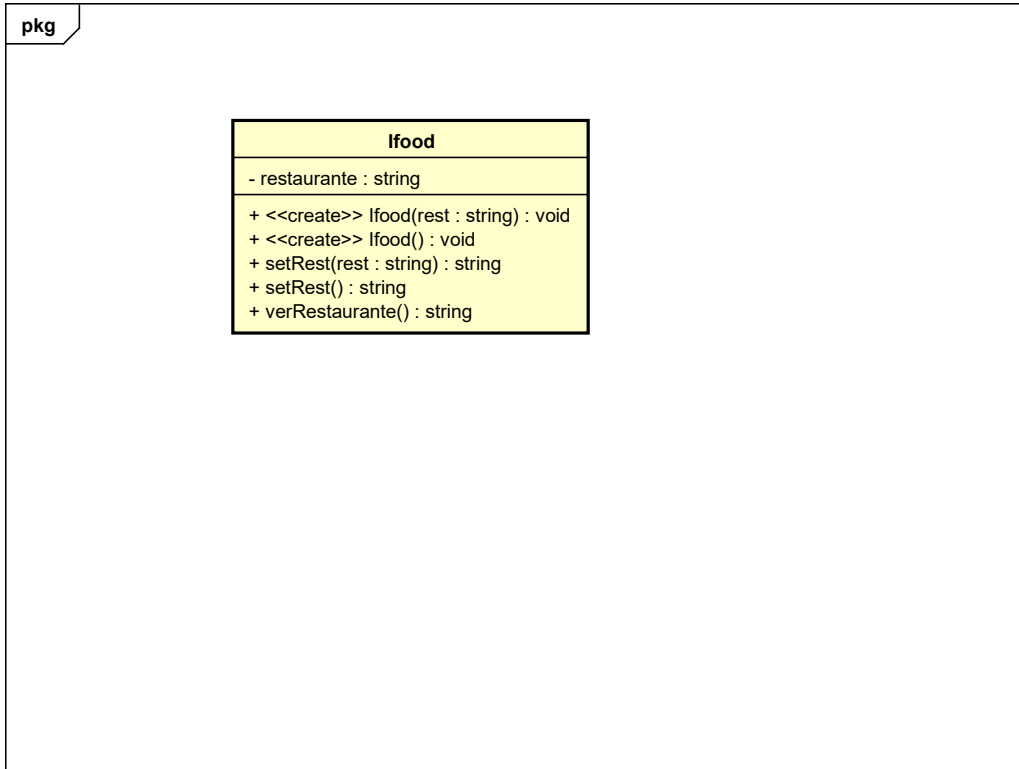 pkg
Ifood
- restaurante : string
+ <<create>> Ifood(rest : string) : void
+ <<create>> Ifood() : void
+ setRest(rest : string) : string
+ setRest() : string
+ verRestaurante() : string